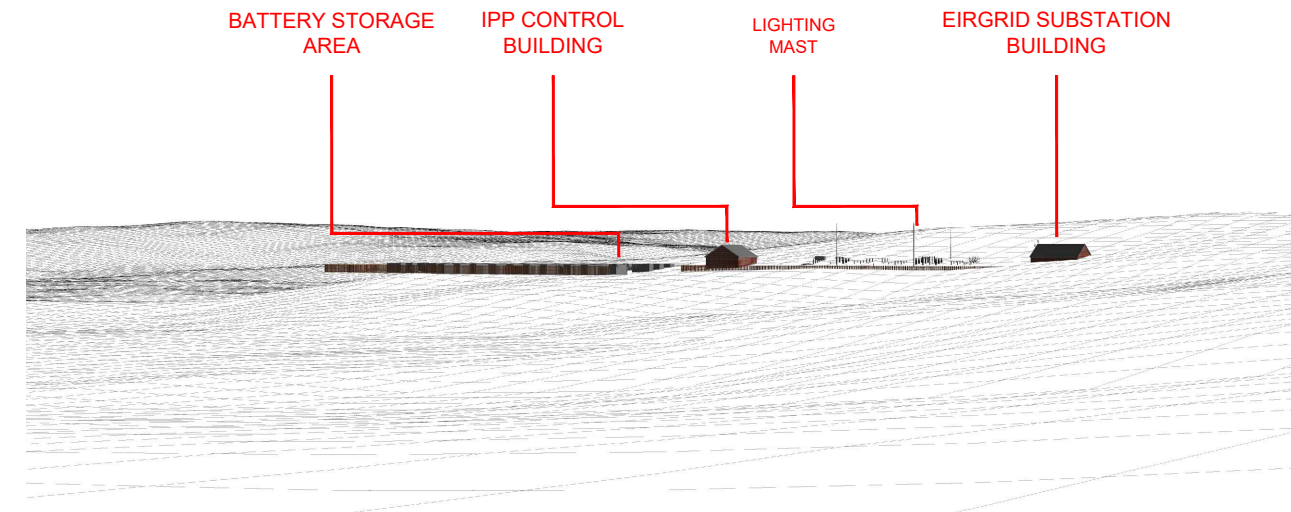 BATTERY STORAGE
AREA
IPP CONTROL
BUILDING
LIGHTING
MAST
EIRGRID SUBSTATION
BUILDING